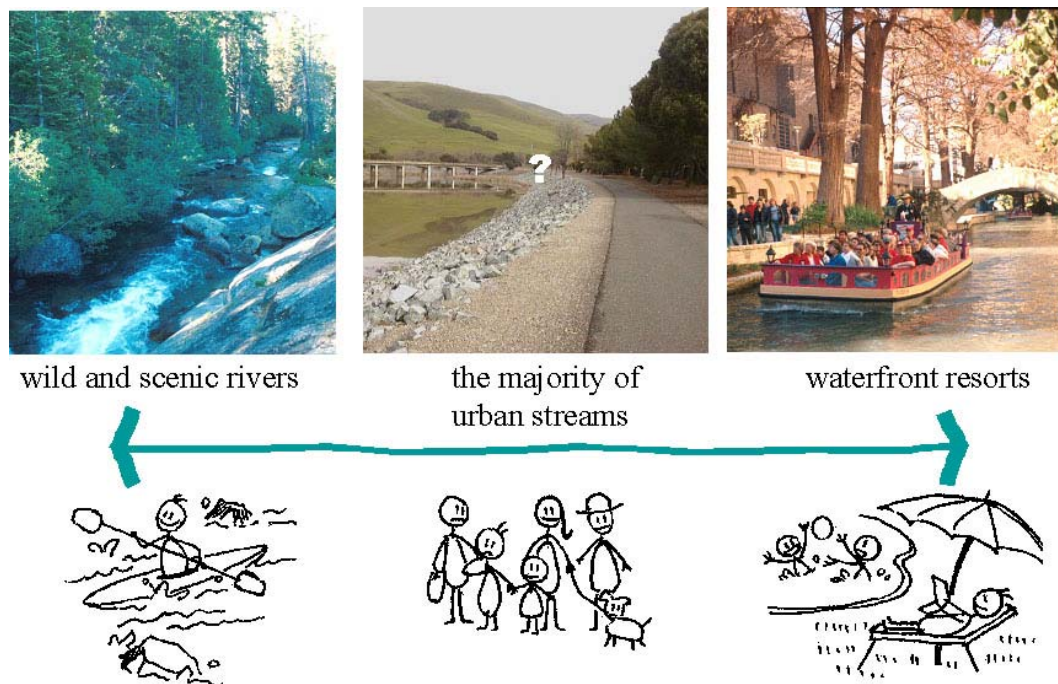 ?
wild and scenic rivers
the majority of
urban streams
waterfront resorts